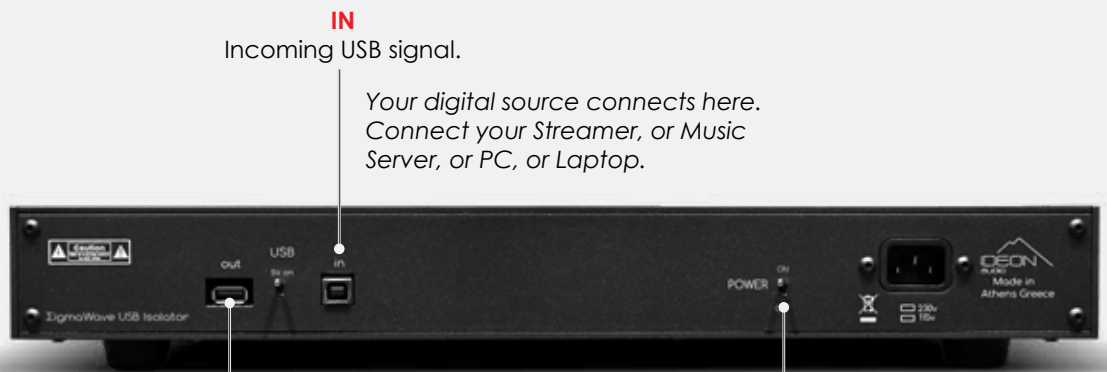 IN
Incoming USB signal.
Your digital source connects here.
Connect your Streamer, or Music
Server, or PC, or Laptop.
Caution
out
USB
5V on
in
ON
POWER
IDEON
audio
Made in
Athens Greece
230v
115v
ΣigmaWave USB Isolator